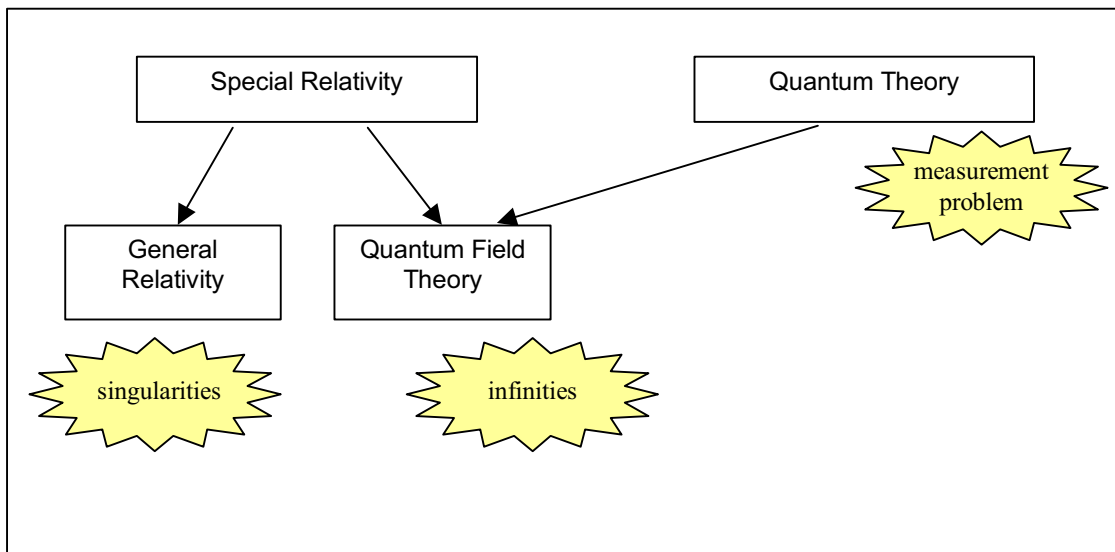 Special Relativity
Quantum Theory
measurement
problem
General
Relativity
Quantum Field
Theory
singularities
infinities